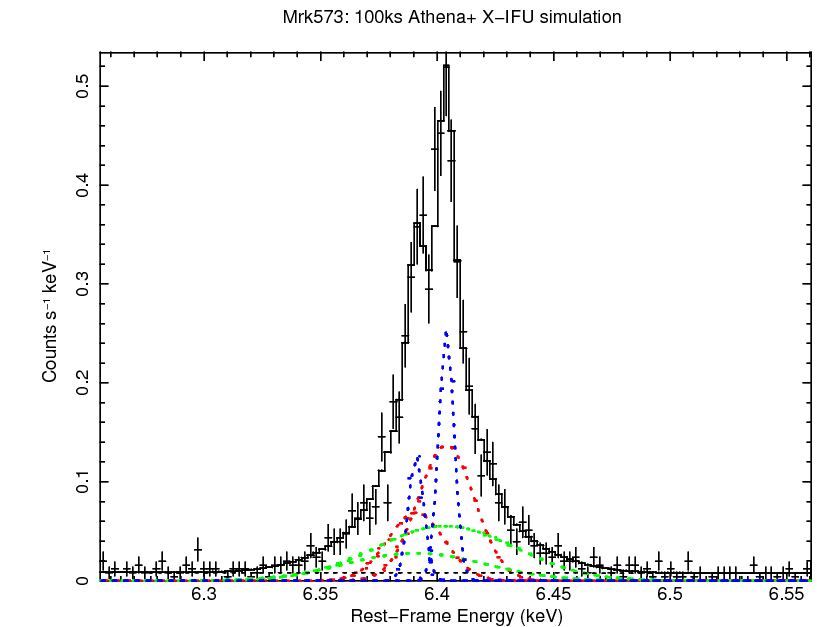 Mrk573: 100ks Athena+ X−IFU simulation
0.5
0.4
0.3
0.2
0.1
0
Counts s⁻¹ keV⁻¹
6.3 6.35 6.4 6.45 6.5 6.55
Rest−Frame Energy (keV)